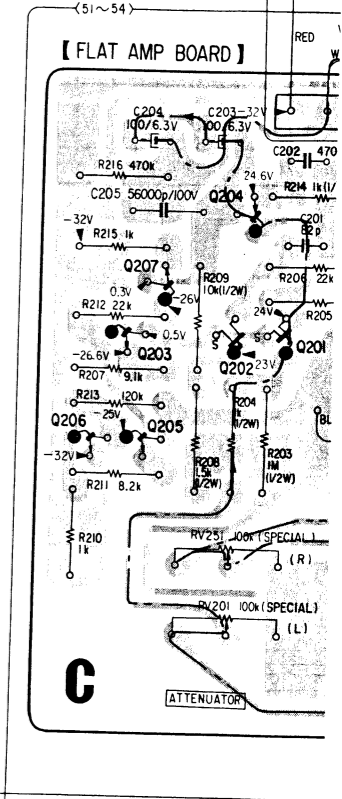 <51~54>
RED
【 FLAT AMP BOARD 】
C204
100/6.3V
C203
-32V
100/6.3V
C202 470
R216 470k
24.6V
C205 56000p/100V
Q204
R214 1k(1/
-32V
R215 1k
C201
82p
Q207
R209
10k(1/2W)
R206 22k
0.3V
-26V
R212 22k
24V
R205
0.5V
S
S
-26.6V
Q203
Q202
23V
Q201
R207 9.1k
R213 120k
-25V
R204
1k
(1/2W)
Q206
Q205
BL
-32V
R208
1.5k
(1/2W)
R203
1M
(1/2W)
R211 8.2k
R210
1k
RV251 100k(SPECIAL)
(R)
RV201 100k(SPECIAL)
(L)
C
ATTENUATOR